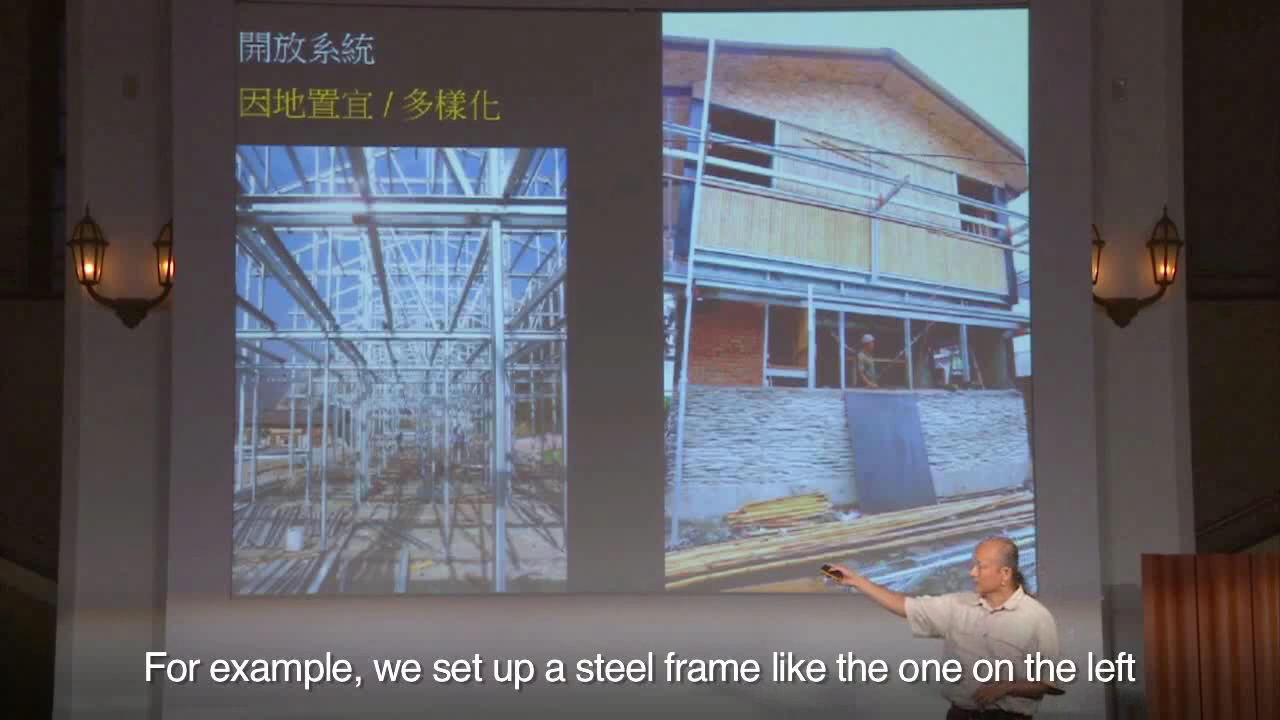 開放系統
因地置宜 / 多樣化
For example, we set up a steel frame like the one on the left